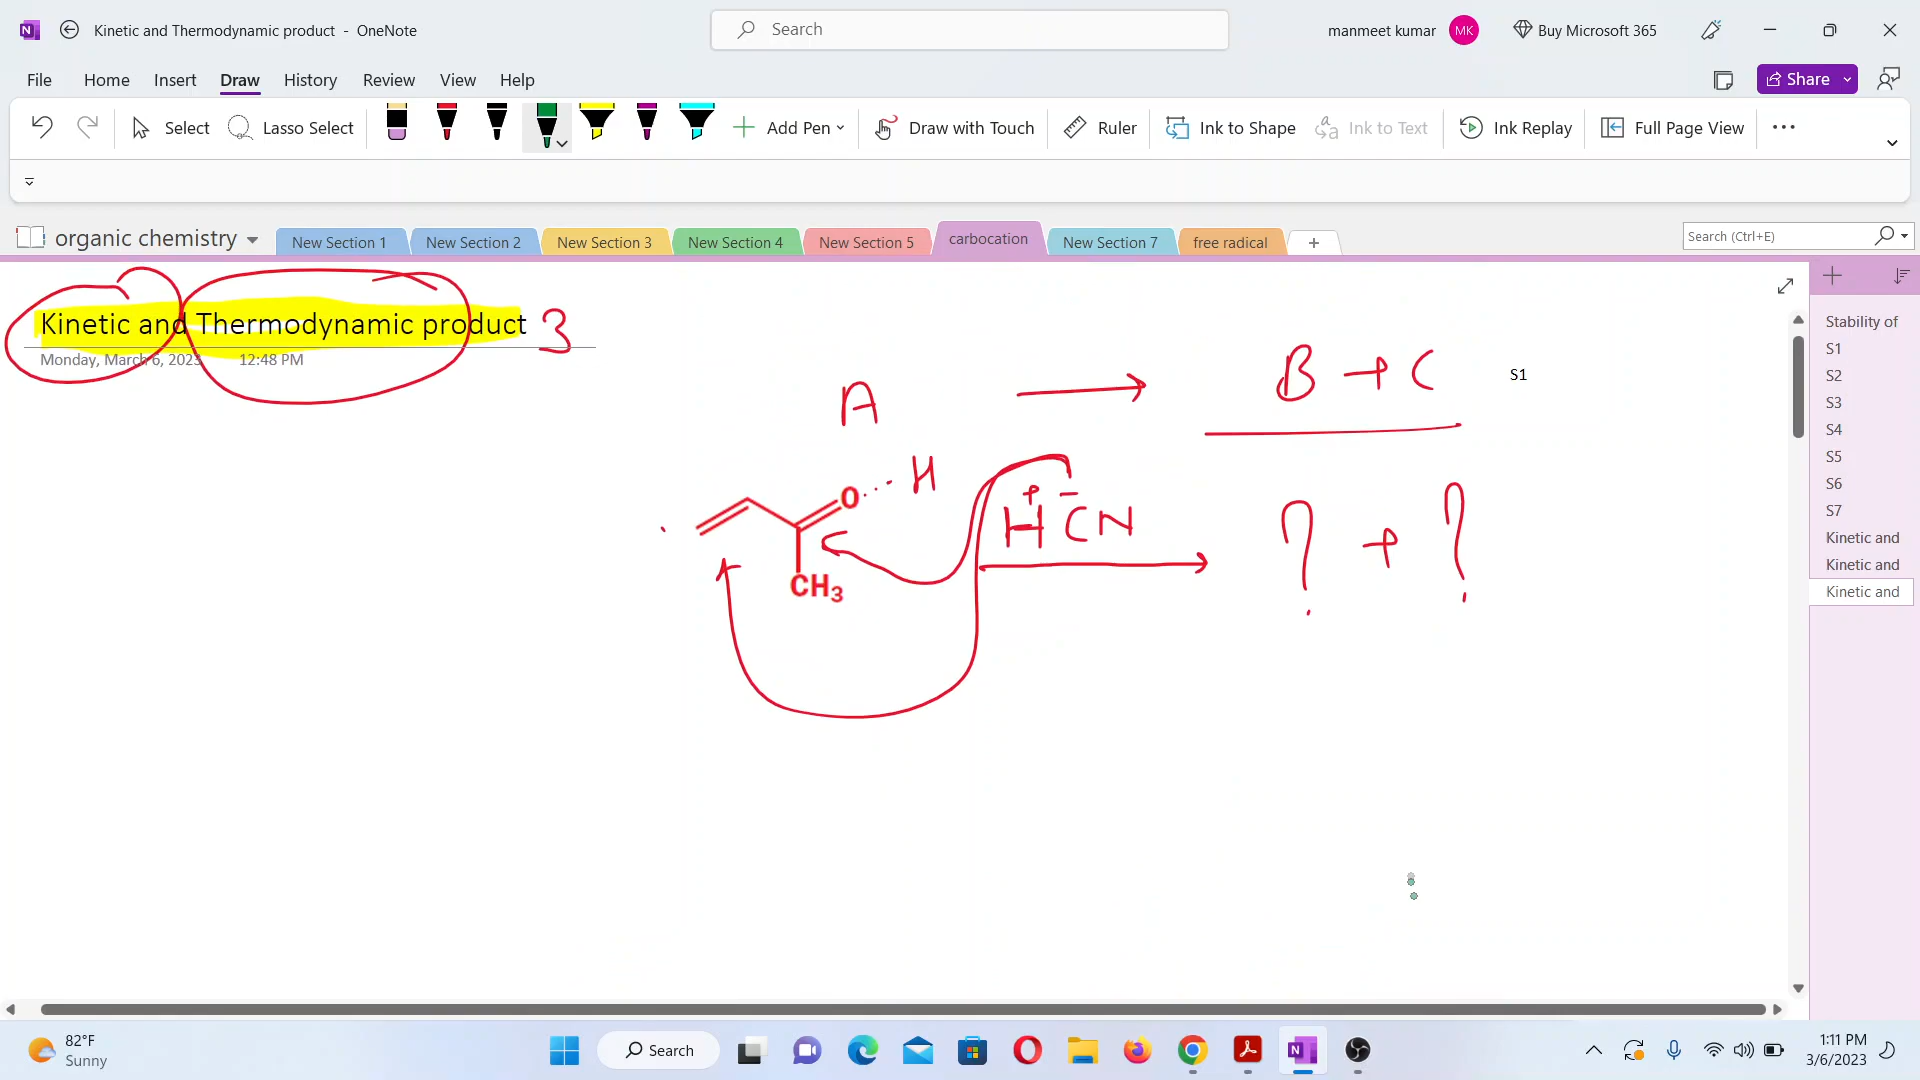 Kinetic and Thermodynamic product - OneNote
Search
manmeet kumar
MK
Buy Microsoft 365
File Home Insert Draw History Review View Help
Share
Select
Lasso Select
Add Pen
Draw with Touch
Ruler
Ink to Shape
Ink to Text
Ink Replay
Full Page View
organic chemistry
New Section 1
New Section 2
New Section 3
New Section 4
New Section 5
carbocation
New Section 7
free radical
Search (Ctrl+E)
Kinetic and Thermodynamic product 3
Monday, March 6, 2023 12:48 PM
A → B + C
S1
O ... H
+ -
H CN
? + ?
CH3
Stability of
S1
S2
S3
S4
S5
S6
S7
Kinetic and
Kinetic and
Kinetic and
82°F
Sunny
Search
1:11 PM
3/6/2023